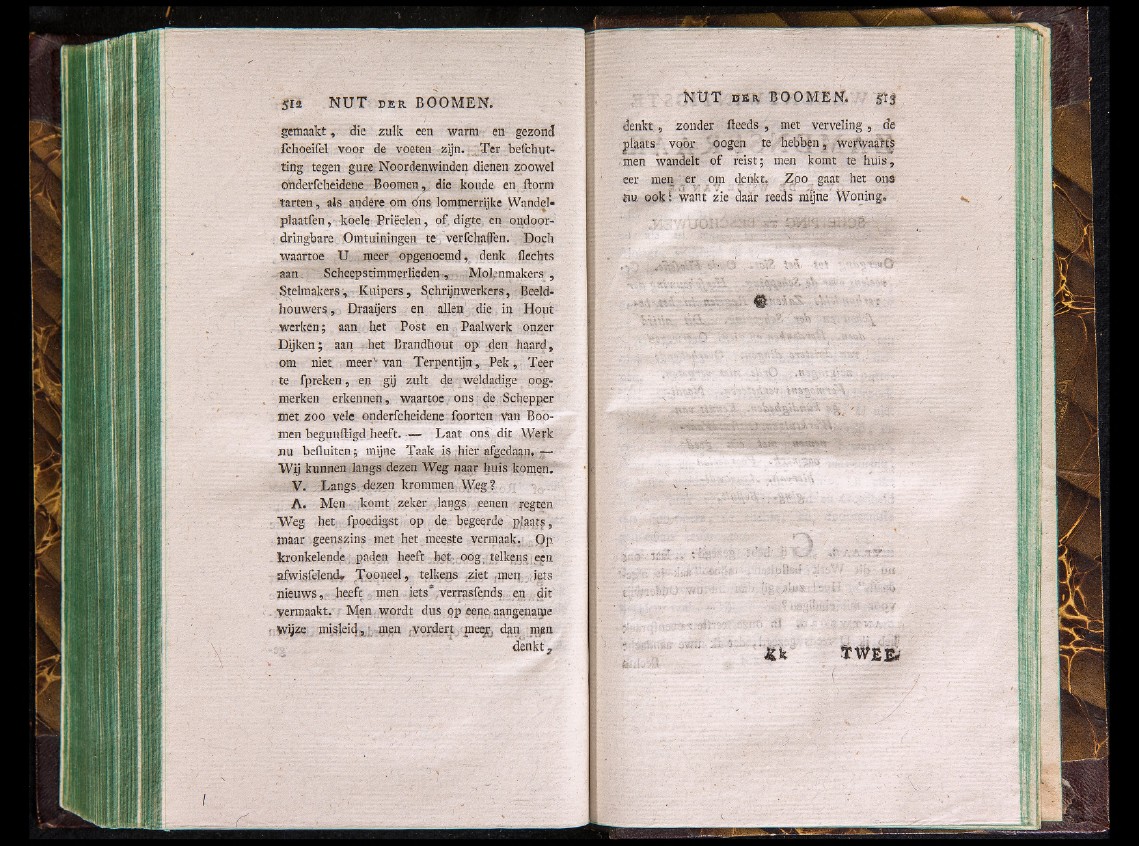 512 NUT DER BOOMEN.
gemaakt, die zulk een warm en gezond
ſchoeiſel voor de voeten zijn. Ter beſchut-
ting tegen gure Noordenwinden dienen zoowel
onderſcheidene Boomen, die koude en ſtorm
tarten, als andere om ons lommerrijke Wandel-
plaatſen, koele Priëelen, of digte en ondoor-
dringbare Omtuiningen te verſchaffen. Doch
waartoe U meer opgenoemd, denk ſlechts
aan Scheepstimmerlieden, Molenmakers,
Stelmakers, Kuipers, Schrijnwerkers, Beeld-
houwers, Draaijers en allen die in Hout
werken; aan het Post en Paalwerk onzer
Dijken; aan het Brandhout op den haard,
om niet meer van Terpentijn, Pek, Teer
te ſpreken, en gij zult de weldadige oog-
merken erkennen, waartoe ons de Schepper
met zoo vele onderſcheidene ſoorten van Boo-
men begunſtigd heeft. — Laat ons dit Werk
nu beſluiten; mijne Taak is hier afgedaan. —
Wij kunnen langs dezen Weg naar huis komen.
V. Langs dezen krommen Weg?
A. Men komt zeker langs eenen regten
Weg het ſpoedigst op de begeerde plaats,
maar geenszins met het meeste vermaak. Op
kronkelende paden heeft het oog telkens een
afwisſelend Tooneel, telkens ziet men iets
nieuws, heeft men iets verrasſends en dit
vermaakt. Men wordt dus op eene aangename
wijze misleid, men vordert meer, dan men
denkt,
NUT DER BOOMEN. 513
denkt, zonder ſteeds, met verveling, de
plaats voor oogen te hebben, werwaarts
men wandelt of reist; men komt te huis,
eer men er om denkt. Zoo gaat het ons
nu ook: want zie daar reeds mijne Woning.
Kk TWEE-